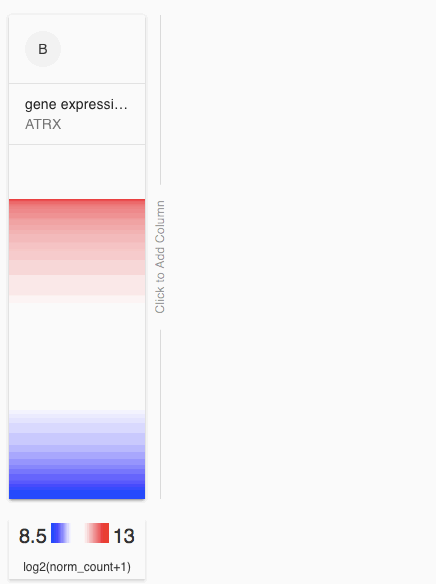 B
gene expressi...
ATRX
Click to Add Column
8.5 13
log2(norm_count+1)